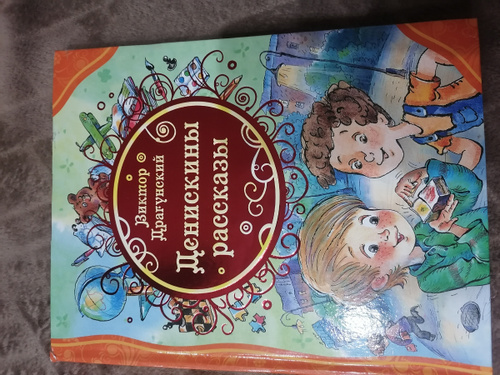 Виктор
Драгунский
Денискины
рассказы